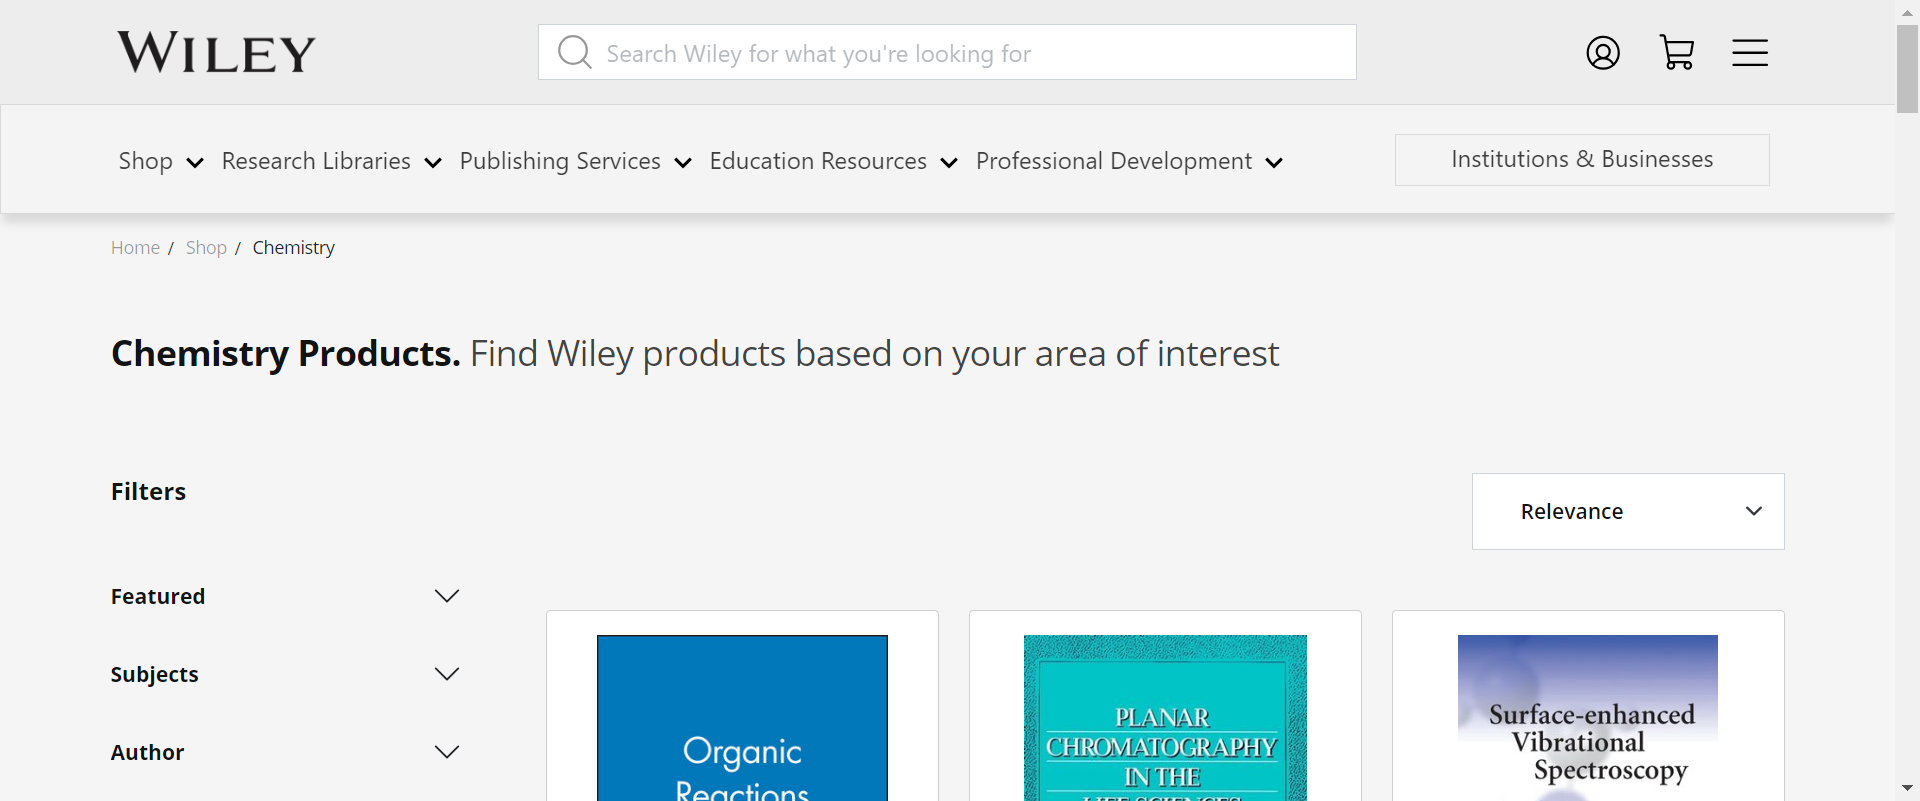 WILEY
Search Wiley for what you're looking for
Shop Research Libraries Publishing Services Education Resources Professional Development Institutions & Businesses
Home / Shop / Chemistry
Chemistry Products. Find Wiley products based on your area of interest
Filters
Relevance
Featured
Subjects
Author
Organic
Reactions
PLANAR
CHROMATOGRAPHY
IN THE
LIFE SCIENCES
Surface-enhanced
Vibrational
Spectroscopy